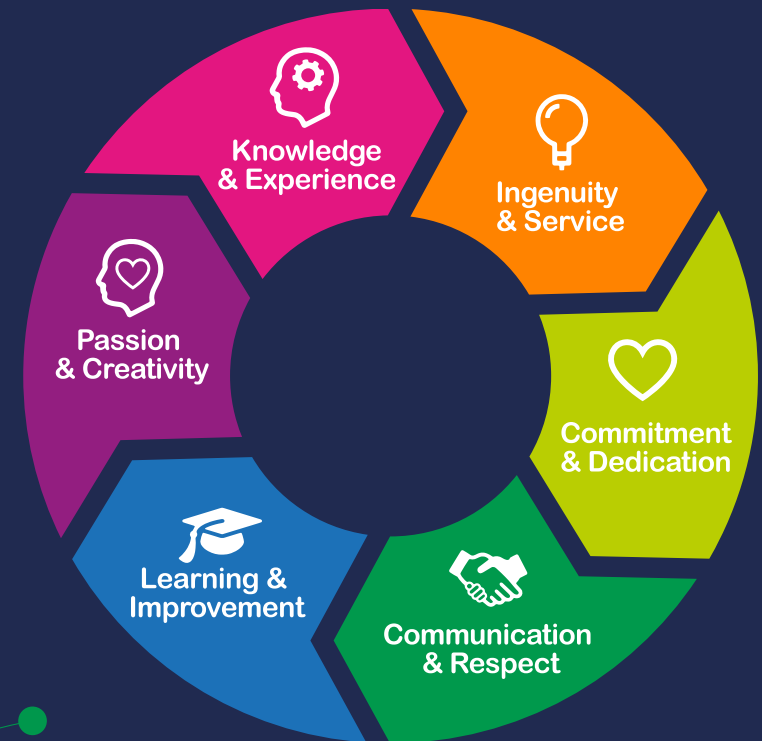 Knowledge
& Experience
Ingenuity
& Service
Commitment
& Dedication
Communication
& Respect
Learning &
Improvement
Passion
& Creativity